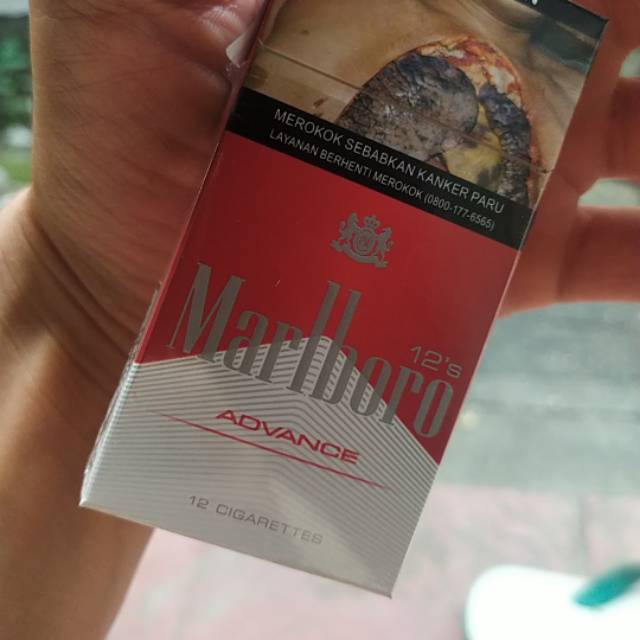 MEROKOK SEBABKAN KANKER PARU
LAYANAN BERHENTI MEROKOK (0800-177-6565)
Marlboro
12's
ADVANCE
12 CIGARETTES